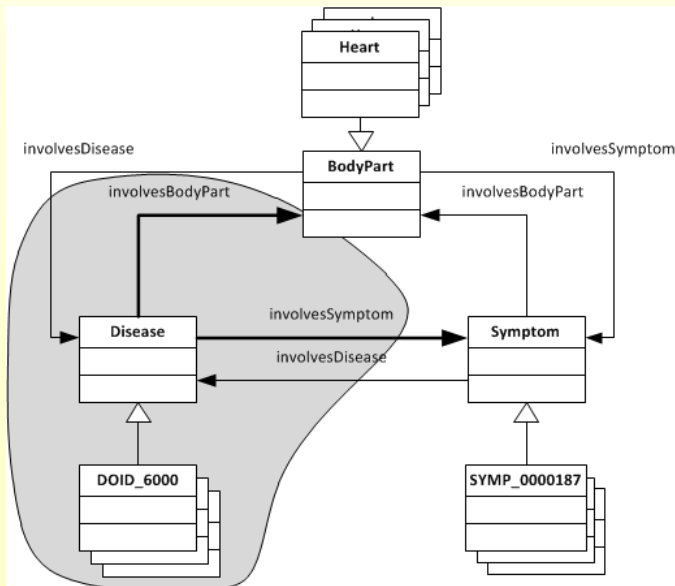 Heart
involvesDisease
involvesSymptom
BodyPart
involvesBodyPart
involvesBodyPart
Disease
involvesSymptom
Symptom
involvesDisease
DOID_6000
SYMP_0000187